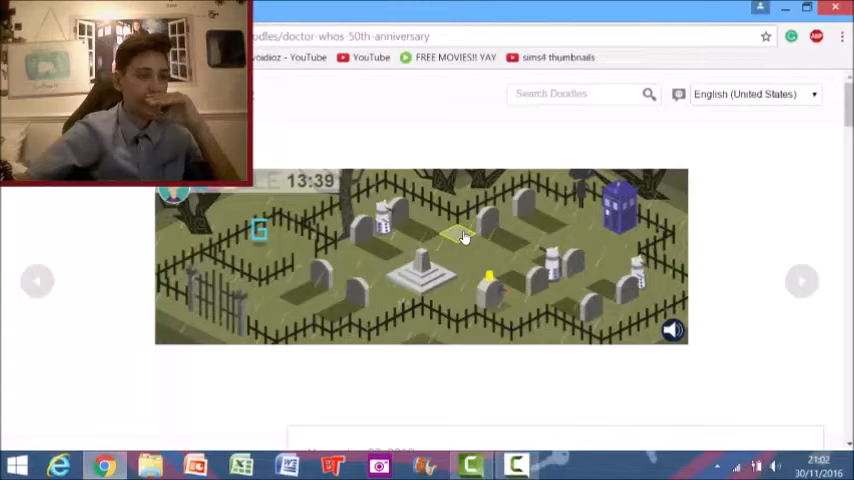 odles/doctor-whos-50th-anniversary
voidioz - YouTube YouTube FREE MOVIES!! YAY sims4 thumbnails
Search Doodles English (United States)
LE 13:39
G
21:02
30/11/2016